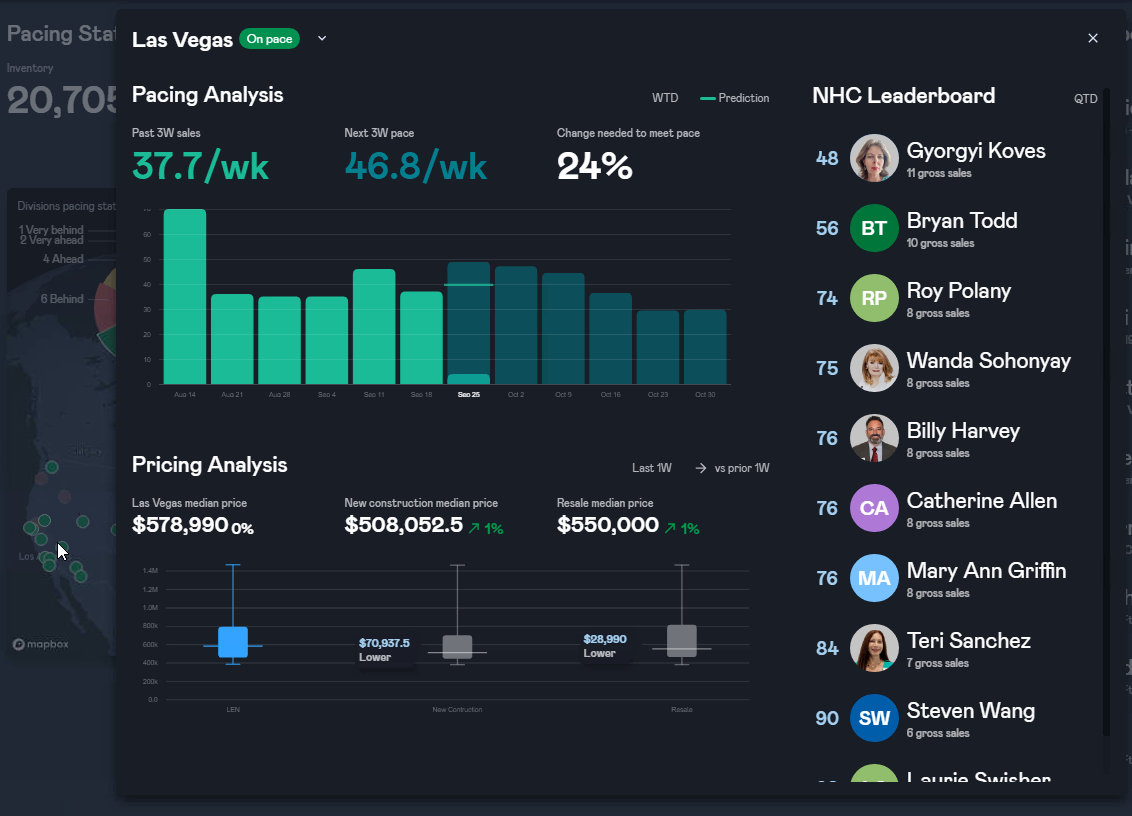 Pacing Stat
Inventory
20,705
Divisions pacing stat
1 Very behind
2 Very ahead
4 Ahead
6 Behind
Calgary
Los A
mapbox
Las Vegas
On pace
Pacing Analysis
WTD
Prediction
Past 3W sales
37.7/wk
Next 3W pace
46.8/wk
Change needed to meet pace
24%
70
60
50
40
30
20
10
0
Aug 14 Aug 21 Aug 28 Sep 4 Sep 11 Sep 18 Sep 25 Oct 2 Oct 9 Oct 16 Oct 23 Oct 30
Pricing Analysis
Last 1W
vs prior 1W
Las Vegas median price
$578,990 0%
New construction median price
$508,052.5 1%
Resale median price
$550,000 1%
1.4M
1.2M
1.0M
800k
600k
400k
200k
0.0
$70,937.5
Lower
$28,990
Lower
LEN New Contruction Resale
NHC Leaderboard
QTD
48 Gyorgyi Koves
11 gross sales
56 BT Bryan Todd
10 gross sales
74 RP Roy Polany
8 gross sales
75 Wanda Sohonyay
8 gross sales
76 Billy Harvey
8 gross sales
76 CA Catherine Allen
8 gross sales
76 MA Mary Ann Griffin
8 gross sales
84 Teri Sanchez
7 gross sales
90 SW Steven Wang
6 gross sales
Laurie Swisher